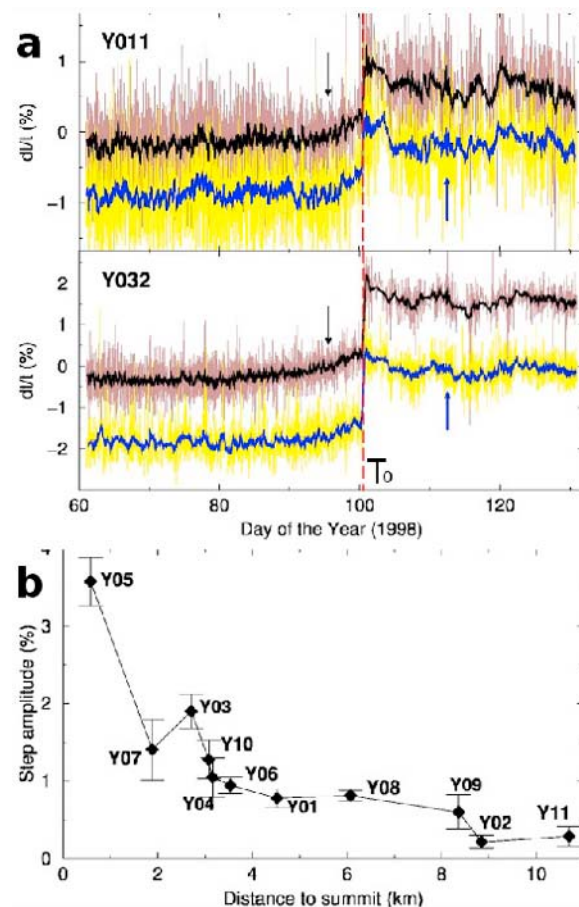 a
Y011
1
0
−1
dl/l (%)
Y032
2
1
0
−1
−2
dl/l (%)
T₀
60 80 100 120
Day of the Year (1998)
b
4
3
2
1
0
Step amplitude (%)
Y05
Y07
Y03
Y10
Y04
Y06
Y01
Y08
Y09
Y02
Y11
0 2 4 6 8 10
Distance to summit (km)